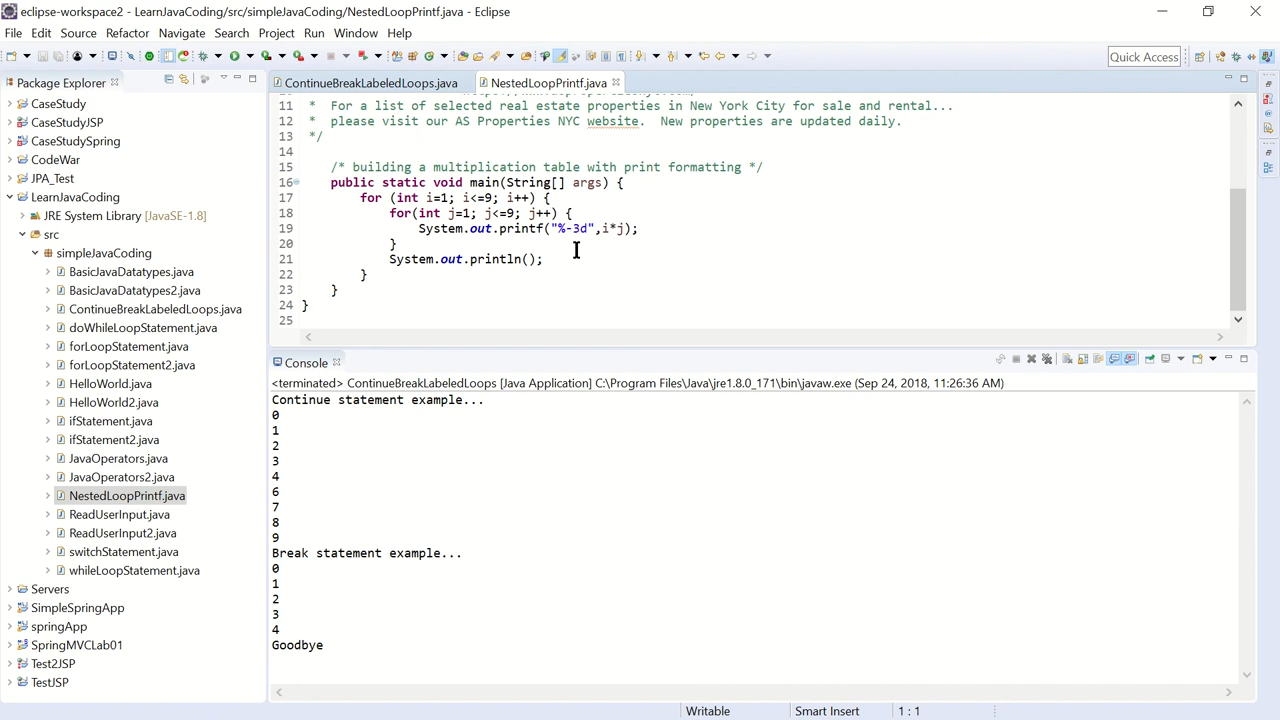 eclipse-workspace2 - LearnJavaCoding/src/simpleJavaCoding/NestedLoopPrintf.java - Eclipse
File Edit Source Refactor Navigate Search Project Run Window Help
Quick Access
Package Explorer
CaseStudy
CaseStudyJSP
CaseStudySpring
CodeWar
JPA_Test
LearnJavaCoding
JRE System Library [JavaSE-1.8]
src
simpleJavaCoding
BasicJavaDatatypes.java
BasicJavaDatatypes2.java
ContinueBreakLabeledLoops.java
doWhileLoopStatement.java
forLoopStatement.java
forLoopStatement2.java
HelloWorld.java
HelloWorld2.java
ifStatement.java
ifStatement2.java
JavaOperators.java
JavaOperators2.java
NestedLoopPrintf.java
ReadUserInput.java
ReadUserInput2.java
switchStatement.java
whileLoopStatement.java
Servers
SimpleSpringApp
springApp
SpringMVCLab01
Test2JSP
TestJSP
ContinueBreakLabeledLoops.java NestedLoopPrintf.java
11 * For a list of selected real estate properties in New York City for sale and rental...
12 * please visit our AS Properties NYC website. New properties are updated daily.
13 */
14
15 /* building a multiplication table with print formatting */
16 public static void main(String[] args) {
17 for (int i=1; i<=9; i++) {
18 for(int j=1; j<=9; j++) {
19 System.out.printf("%-3d",i*j);
20 }
21 System.out.println();
22 }
23 }
24 }
25
Console
<terminated> ContinueBreakLabeledLoops [Java Application] C:\Program Files\Java\jre1.8.0_171\bin\javaw.exe (Sep 24, 2018, 11:26:36 AM)
Continue statement example...
0
1
2
3
4
6
7
8
9
Break statement example...
0
1
2
3
4
Goodbye
Writable Smart Insert 1 : 1